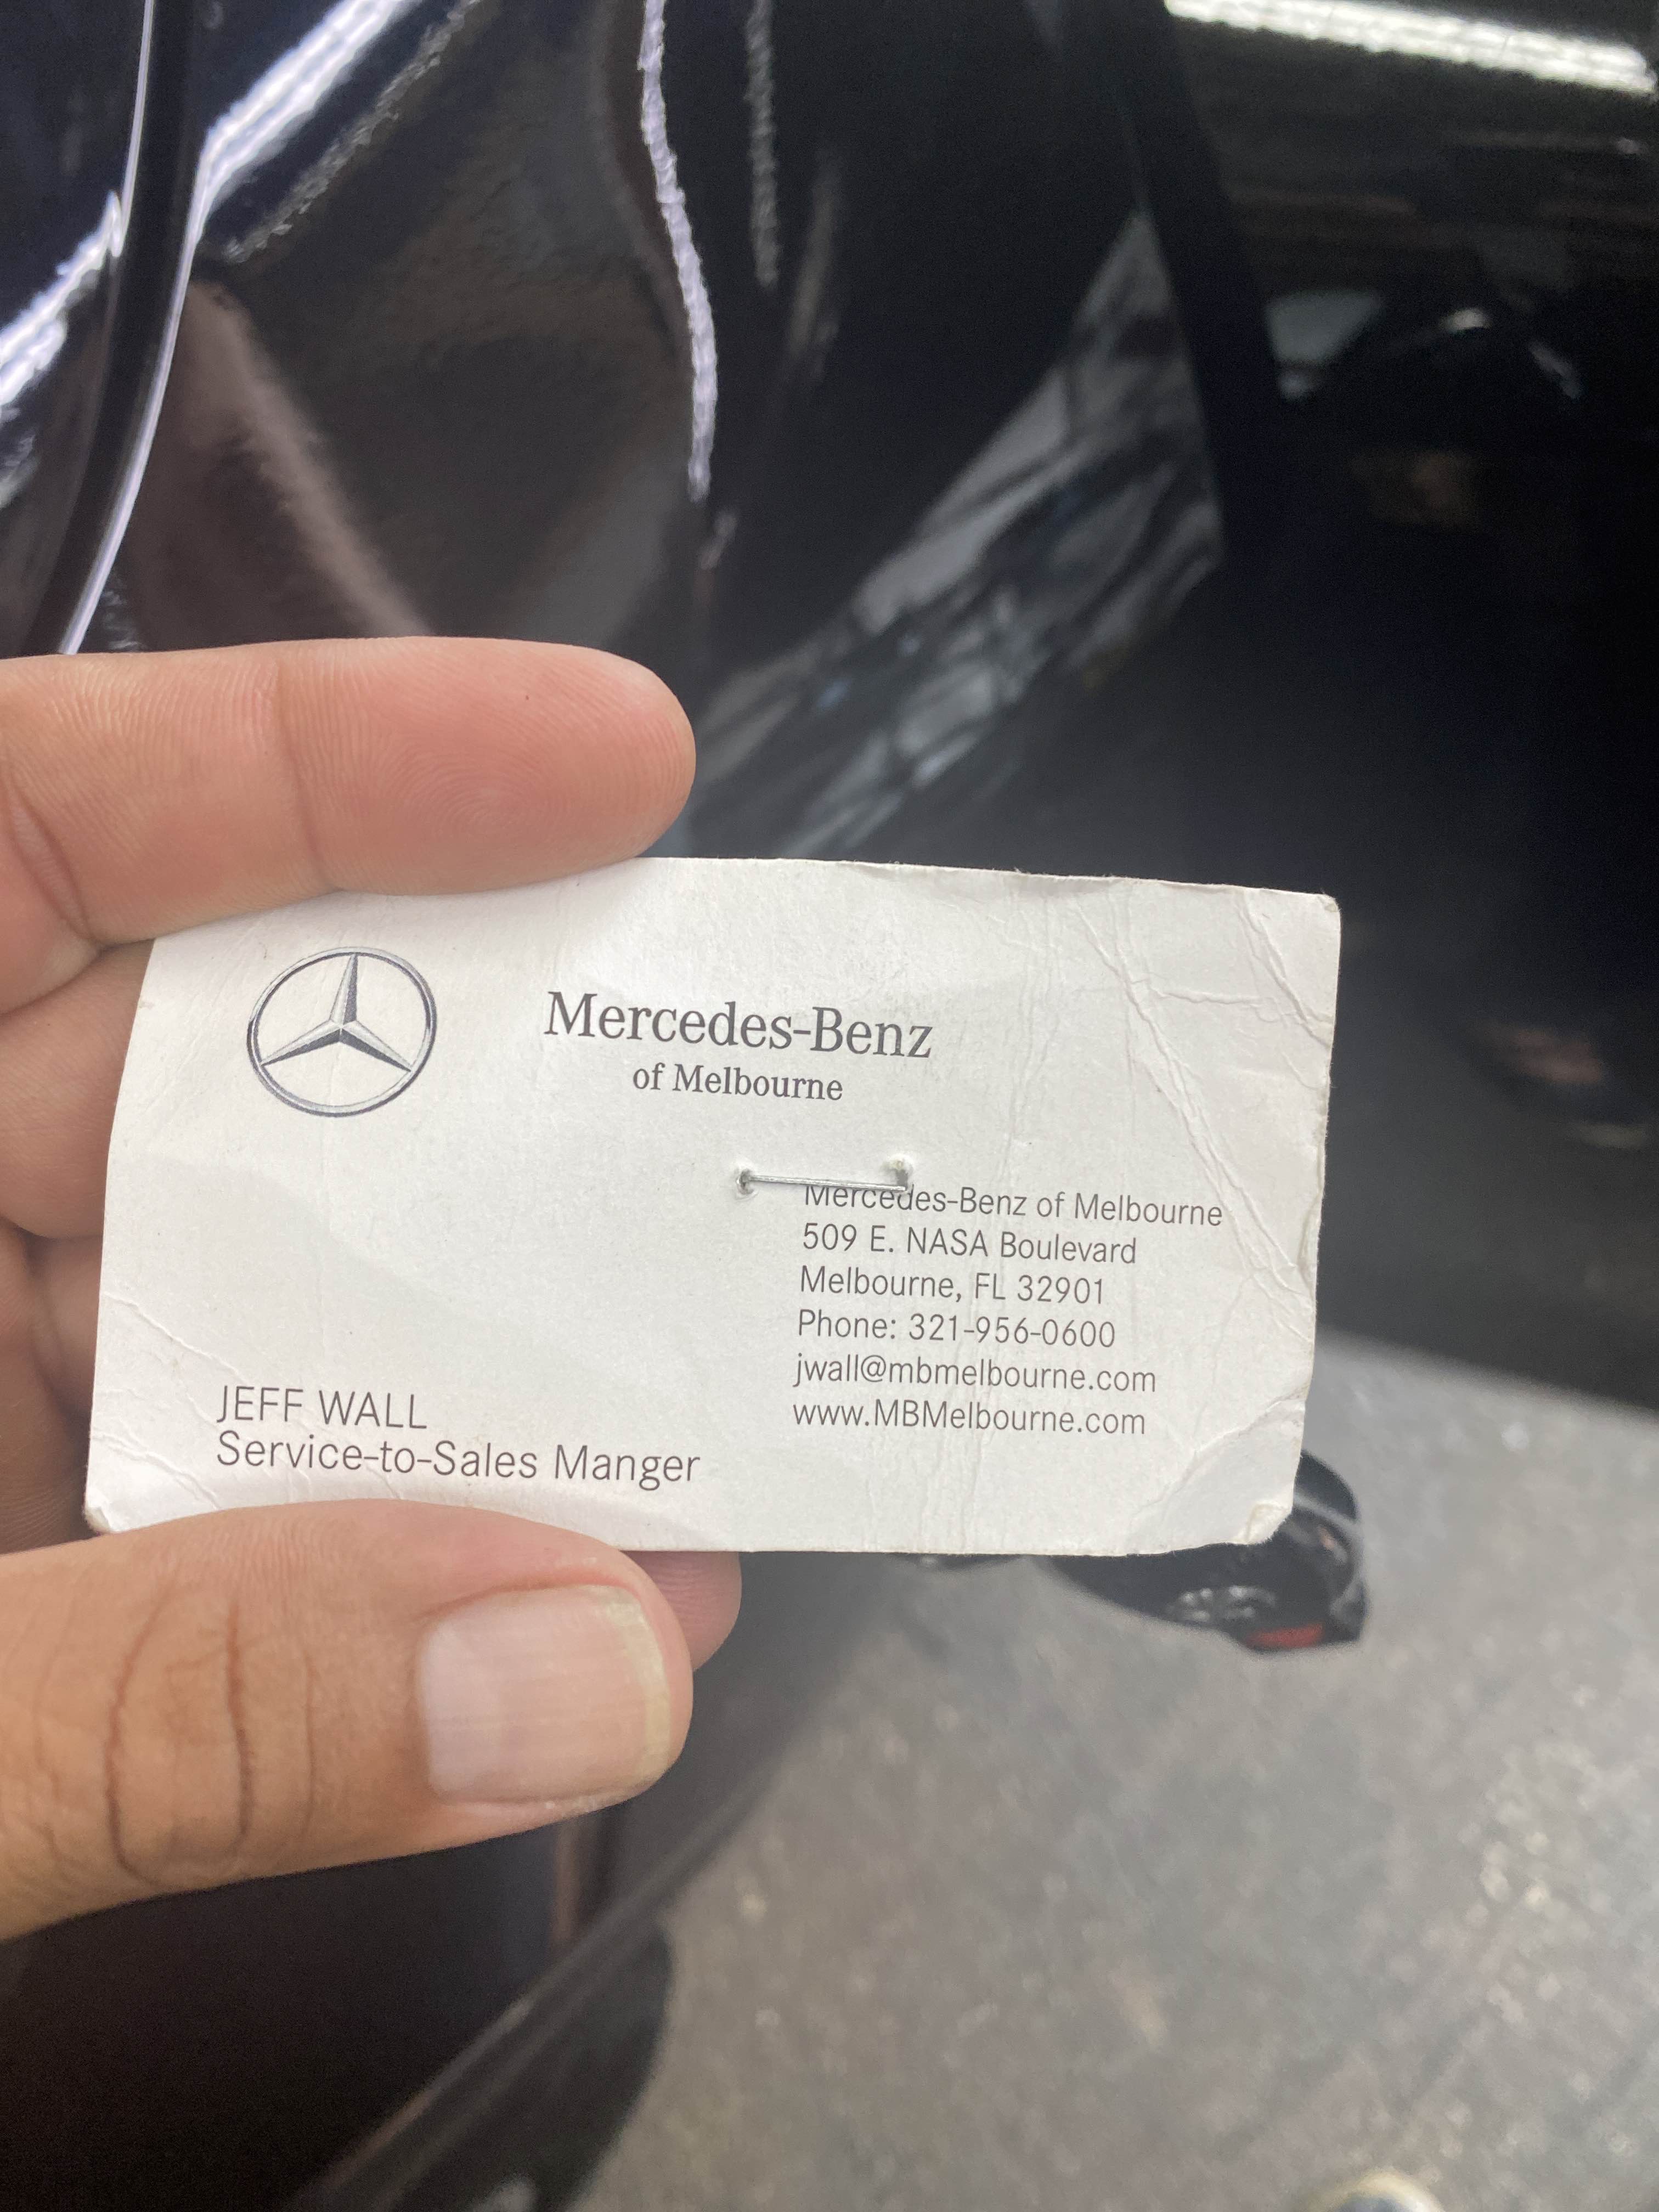 Mercedes-Benz
of Melbourne
Mercedes-Benz of Melbourne
509 E. NASA Boulevard
Melbourne, FL 32901
Phone: 321-956-0600
jwall@mbmelbourne.com
www.MBMelbourne.com
JEFF WALL
Service-to-Sales Manger